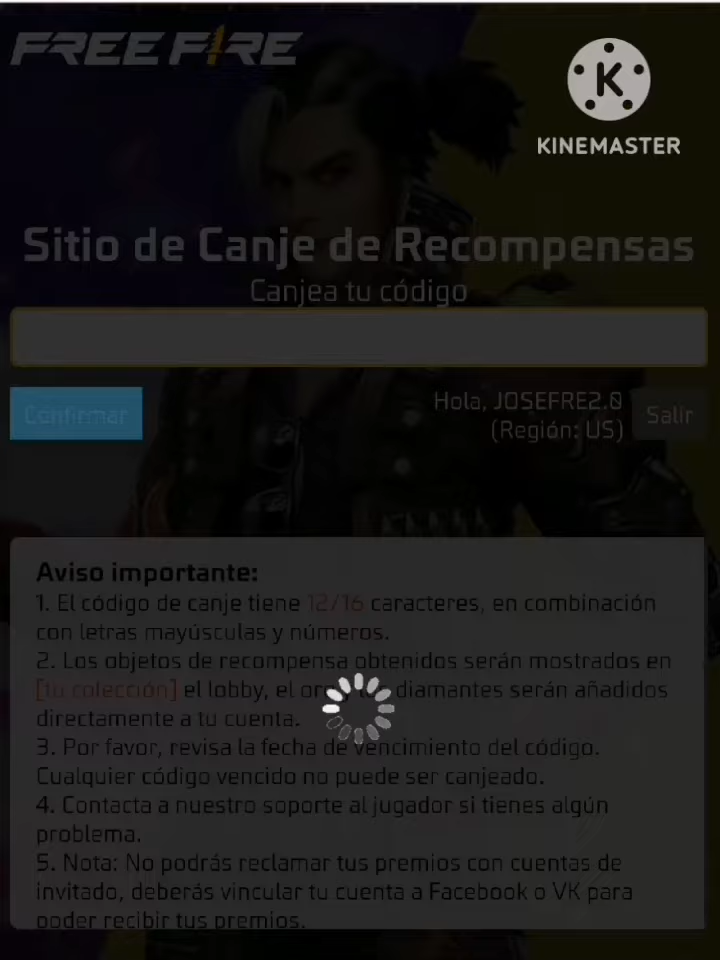 FREE FIRE
K
KINEMASTER
Sitio de Canje de Recompensas
Canjea tu código
Confirmar
Hola, JOSEFRE2.0
(Región: US)
Salir
Aviso importante:
1. El código de canje tiene 12/16 caracteres, en combinación
con letras mayúsculas y números.
2. Los objetos de recompensa obtenidos serán mostrados en
[tu colección] el lobby, el oro y los diamantes serán añadidos
directamente a tu cuenta.
3. Por favor, revisa la fecha de vencimiento del código.
Cualquier código vencido no puede ser canjeado.
4. Contacta a nuestro soporte al jugador si tienes algún
problema.
5. Nota: No podrás reclamar tus premios con cuentas de
invitado, deberás vincular tu cuenta a Facebook o VK para
poder recibir tus premios.